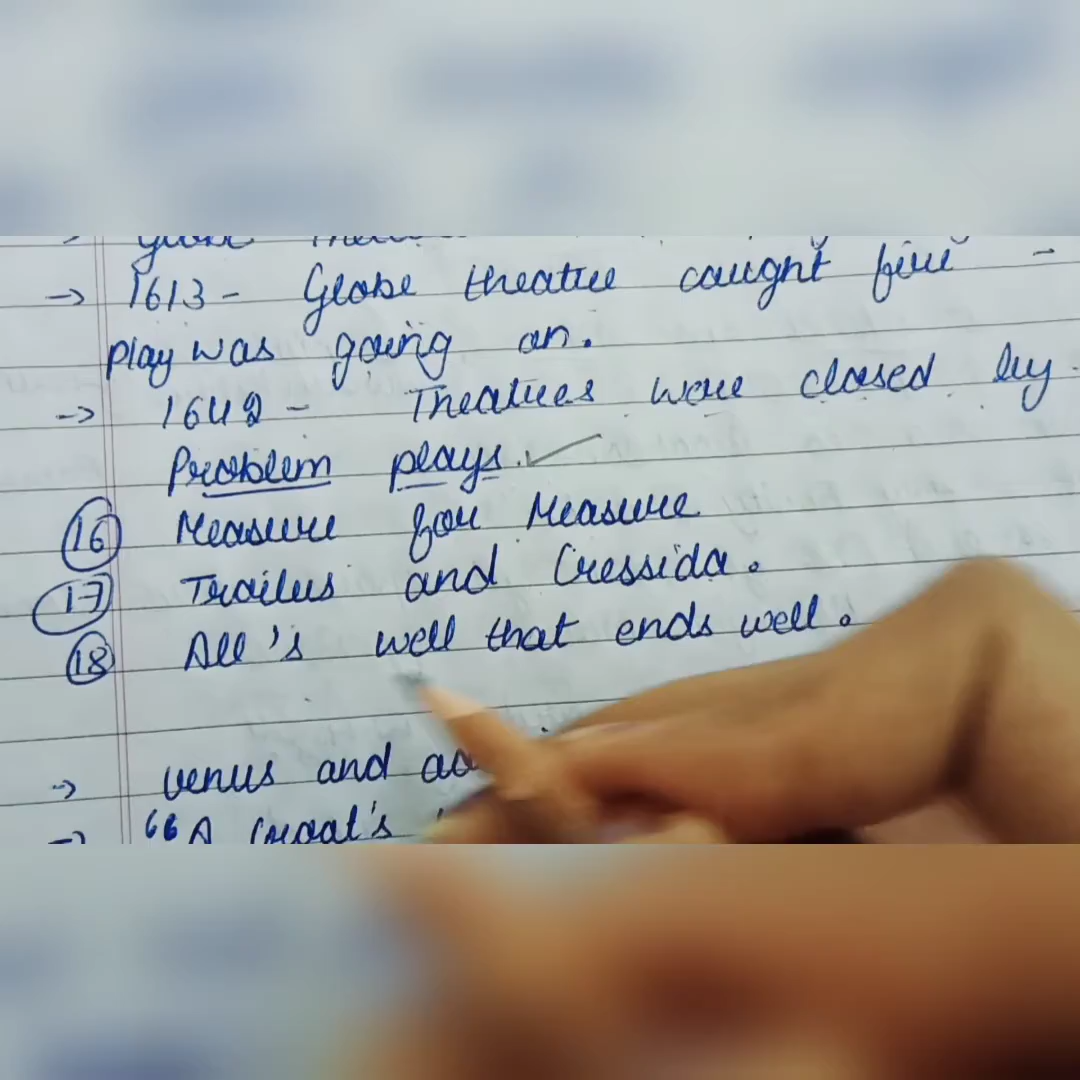 → 1613 - Globe theatre caught fire -
play was going on.
→ 1642 - Theatres were closed by
Problem plays.
16 Measure for Measure
17 Troilus and Cressida.
18 All's well that ends well.
→ venus and
→ "A Groat's